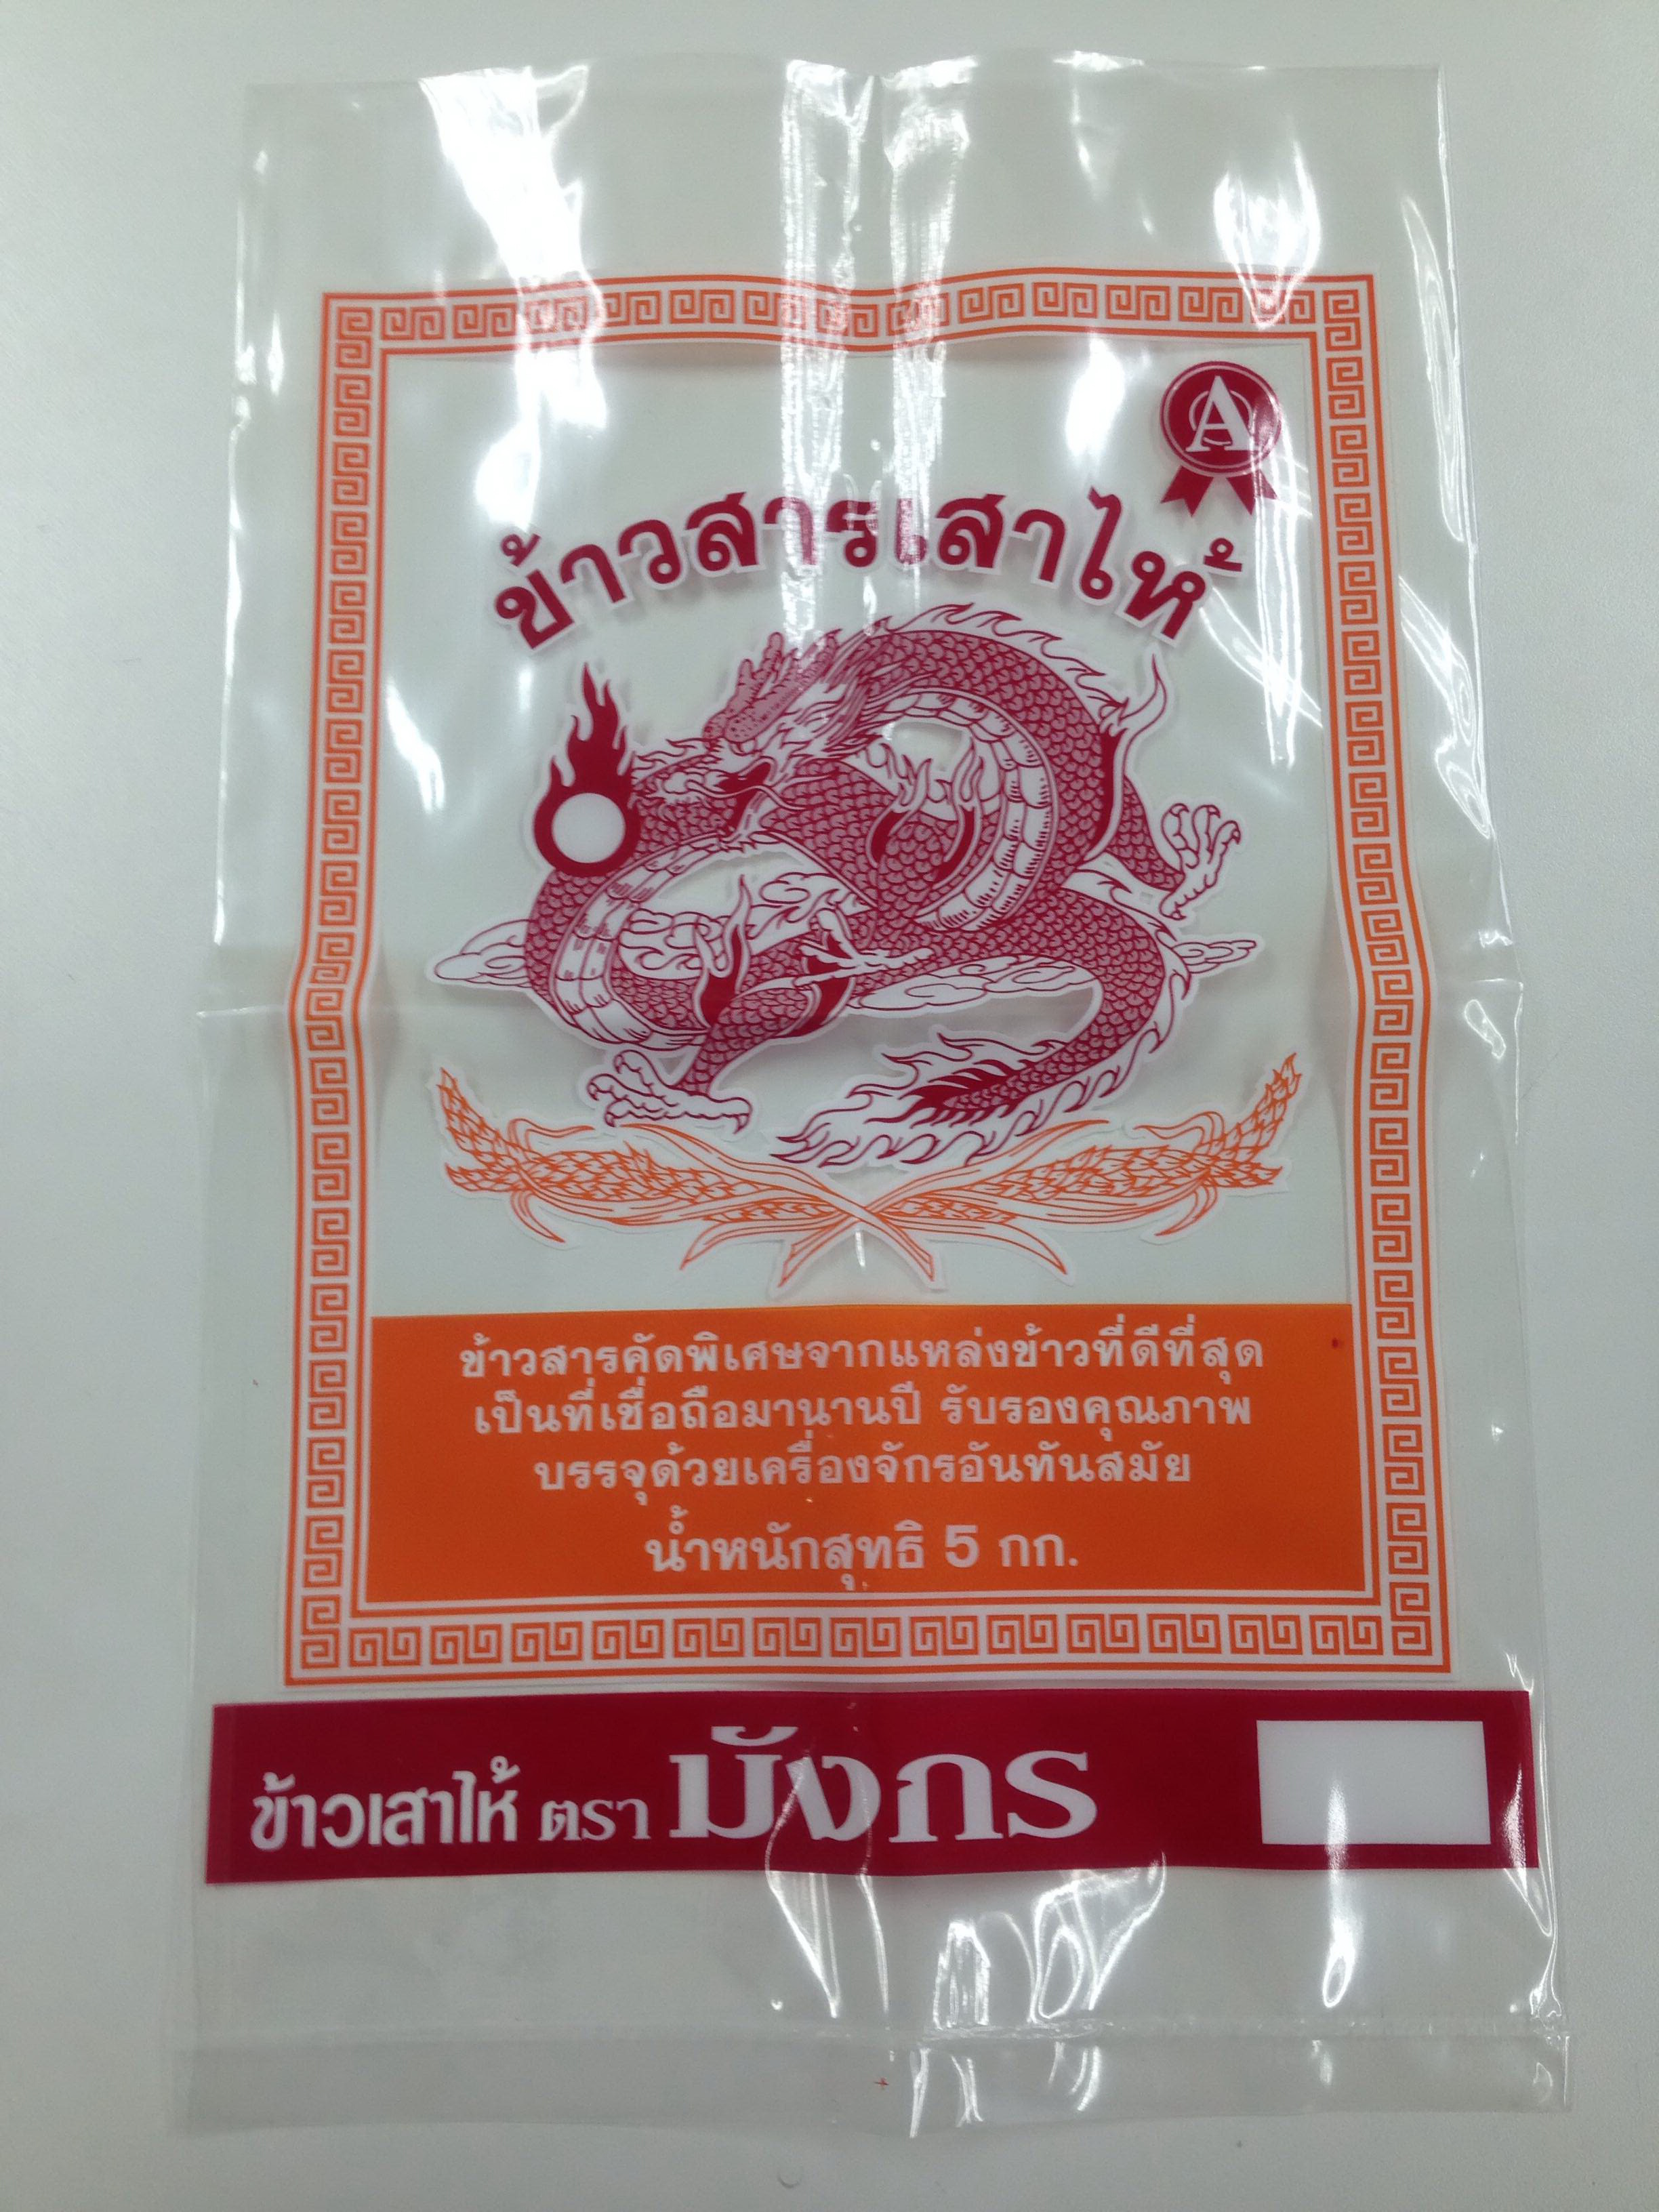 A
ข้าวสารเสาไห้
ข้าวสารคัดพิเศษจากแหล่งข้าวที่ดีที่สุด
เป็นที่เชื่อถือมานานปี รับรองคุณภาพ
บรรจุด้วยเครื่องจักรอันทันสมัย
น้ำหนักสุทธิ 5 กก.
ข้าวเสาไห้ ตรา มังกร